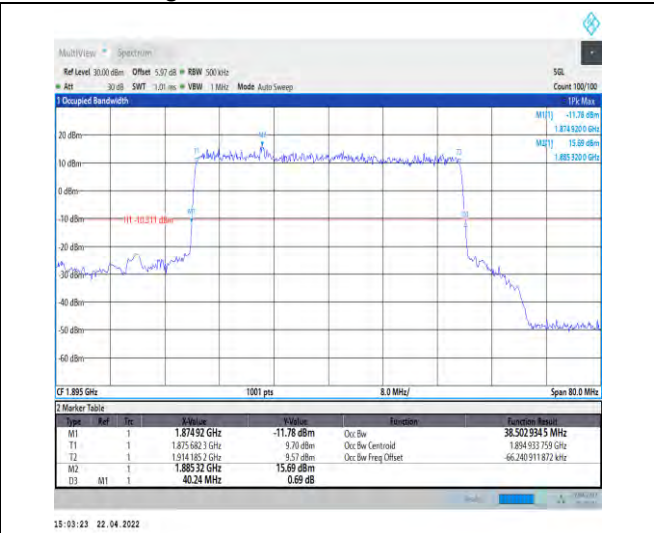 MultiView Spectrum
Ref Level 30.00 dBm Offset 5.97 dB RBW 500 kHz SGL
Att 30 dB SWT 1.01 ms VBW 1 MHz Mode Auto Sweep Count 100/100
1 Occupied Bandwidth 1Pk Max
M1[1] -11.78 dBm
1.874 920 0 GHz
20 dBm M2 M2[1] 15.69 dBm
1.885 320 0 GHz
T1 T2
10 dBm
0 dBm
-10 dBm H1 -10.311 dBm M1 D3
-20 dBm
-30 dBm
-40 dBm
-50 dBm
-60 dBm
CF 1.895 GHz 1001 pts 8.0 MHz/ Span 80.0 MHz
2 Marker Table
Type Ref Trc X-Value Y-Value Function Function Result
M1 1 1.874 92 GHz -11.78 dBm Occ Bw 38.502 934 5 MHz
T1 1 1.875 682 3 GHz 9.70 dBm Occ Bw Centroid 1.894 933 759 GHz
T2 1 1.914 185 2 GHz 9.57 dBm Occ Bw Freq Offset -66.240 911 872 kHz
M2 1 1.885 32 GHz 15.69 dBm
D3 M1 1 40.24 MHz 0.69 dB
15:03:23 22.04.2022